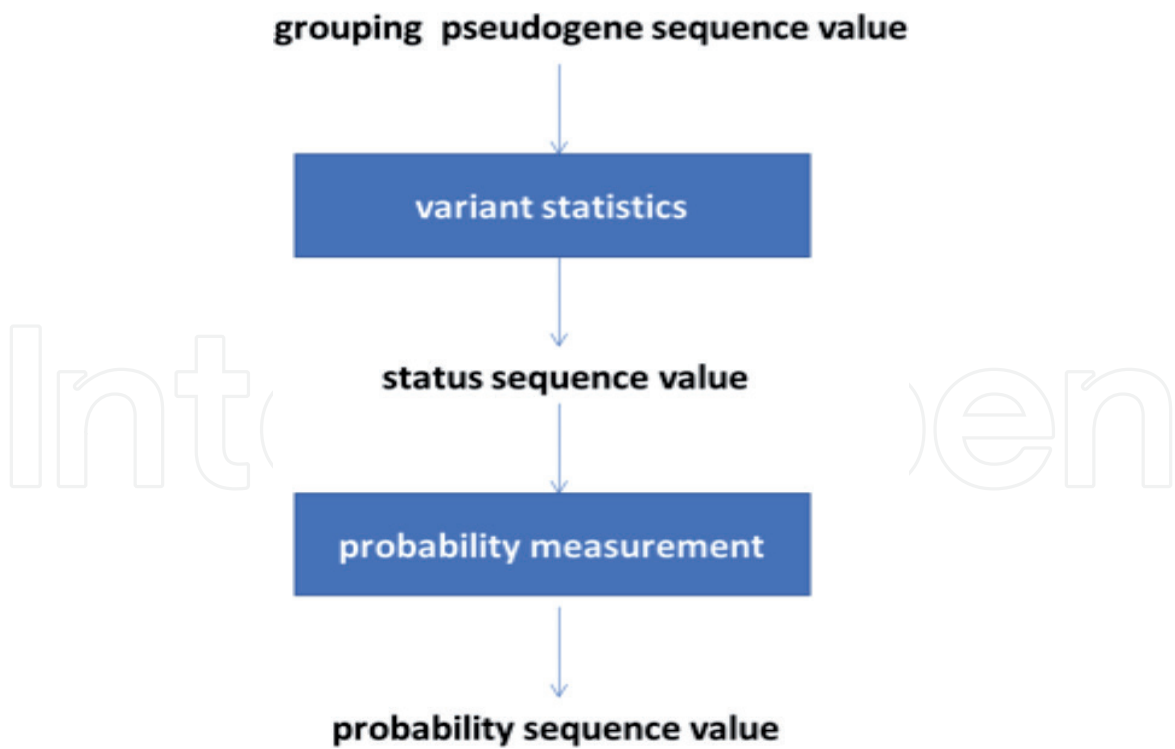 grouping pseudogene sequence value
variant statistics
status sequence value
probability measurement
probability sequence value